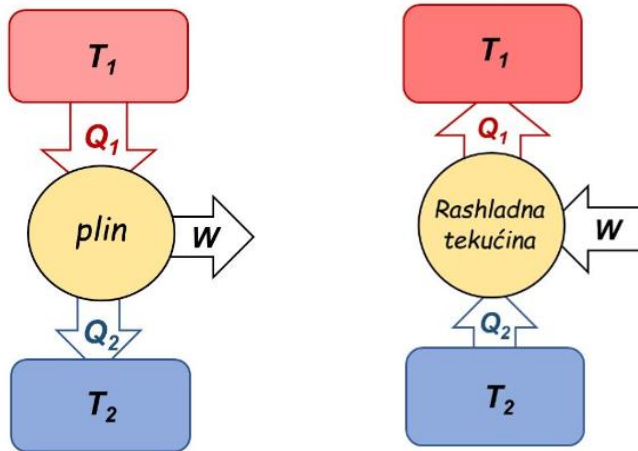 T₁
Q₁
plin
W
Q₂
T₂
T₁
Q₁
Rashladna
tekućina
W
Q₂
T₂